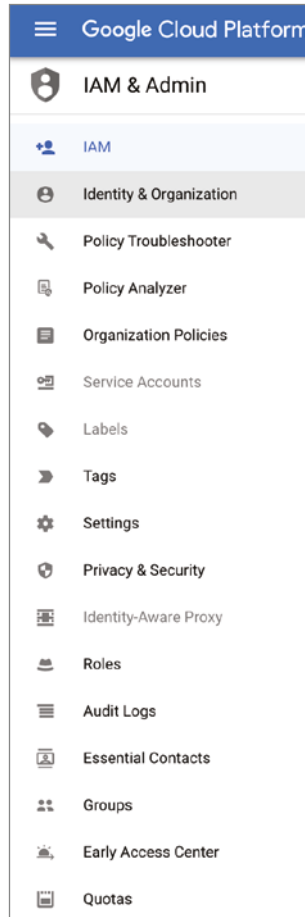 Google Cloud Platform
IAM & Admin
IAM
Identity & Organization
Policy Troubleshooter
Policy Analyzer
Organization Policies
Service Accounts
Labels
Tags
Settings
Privacy & Security
Identity-Aware Proxy
Roles
Audit Logs
Essential Contacts
Groups
Early Access Center
Quotas